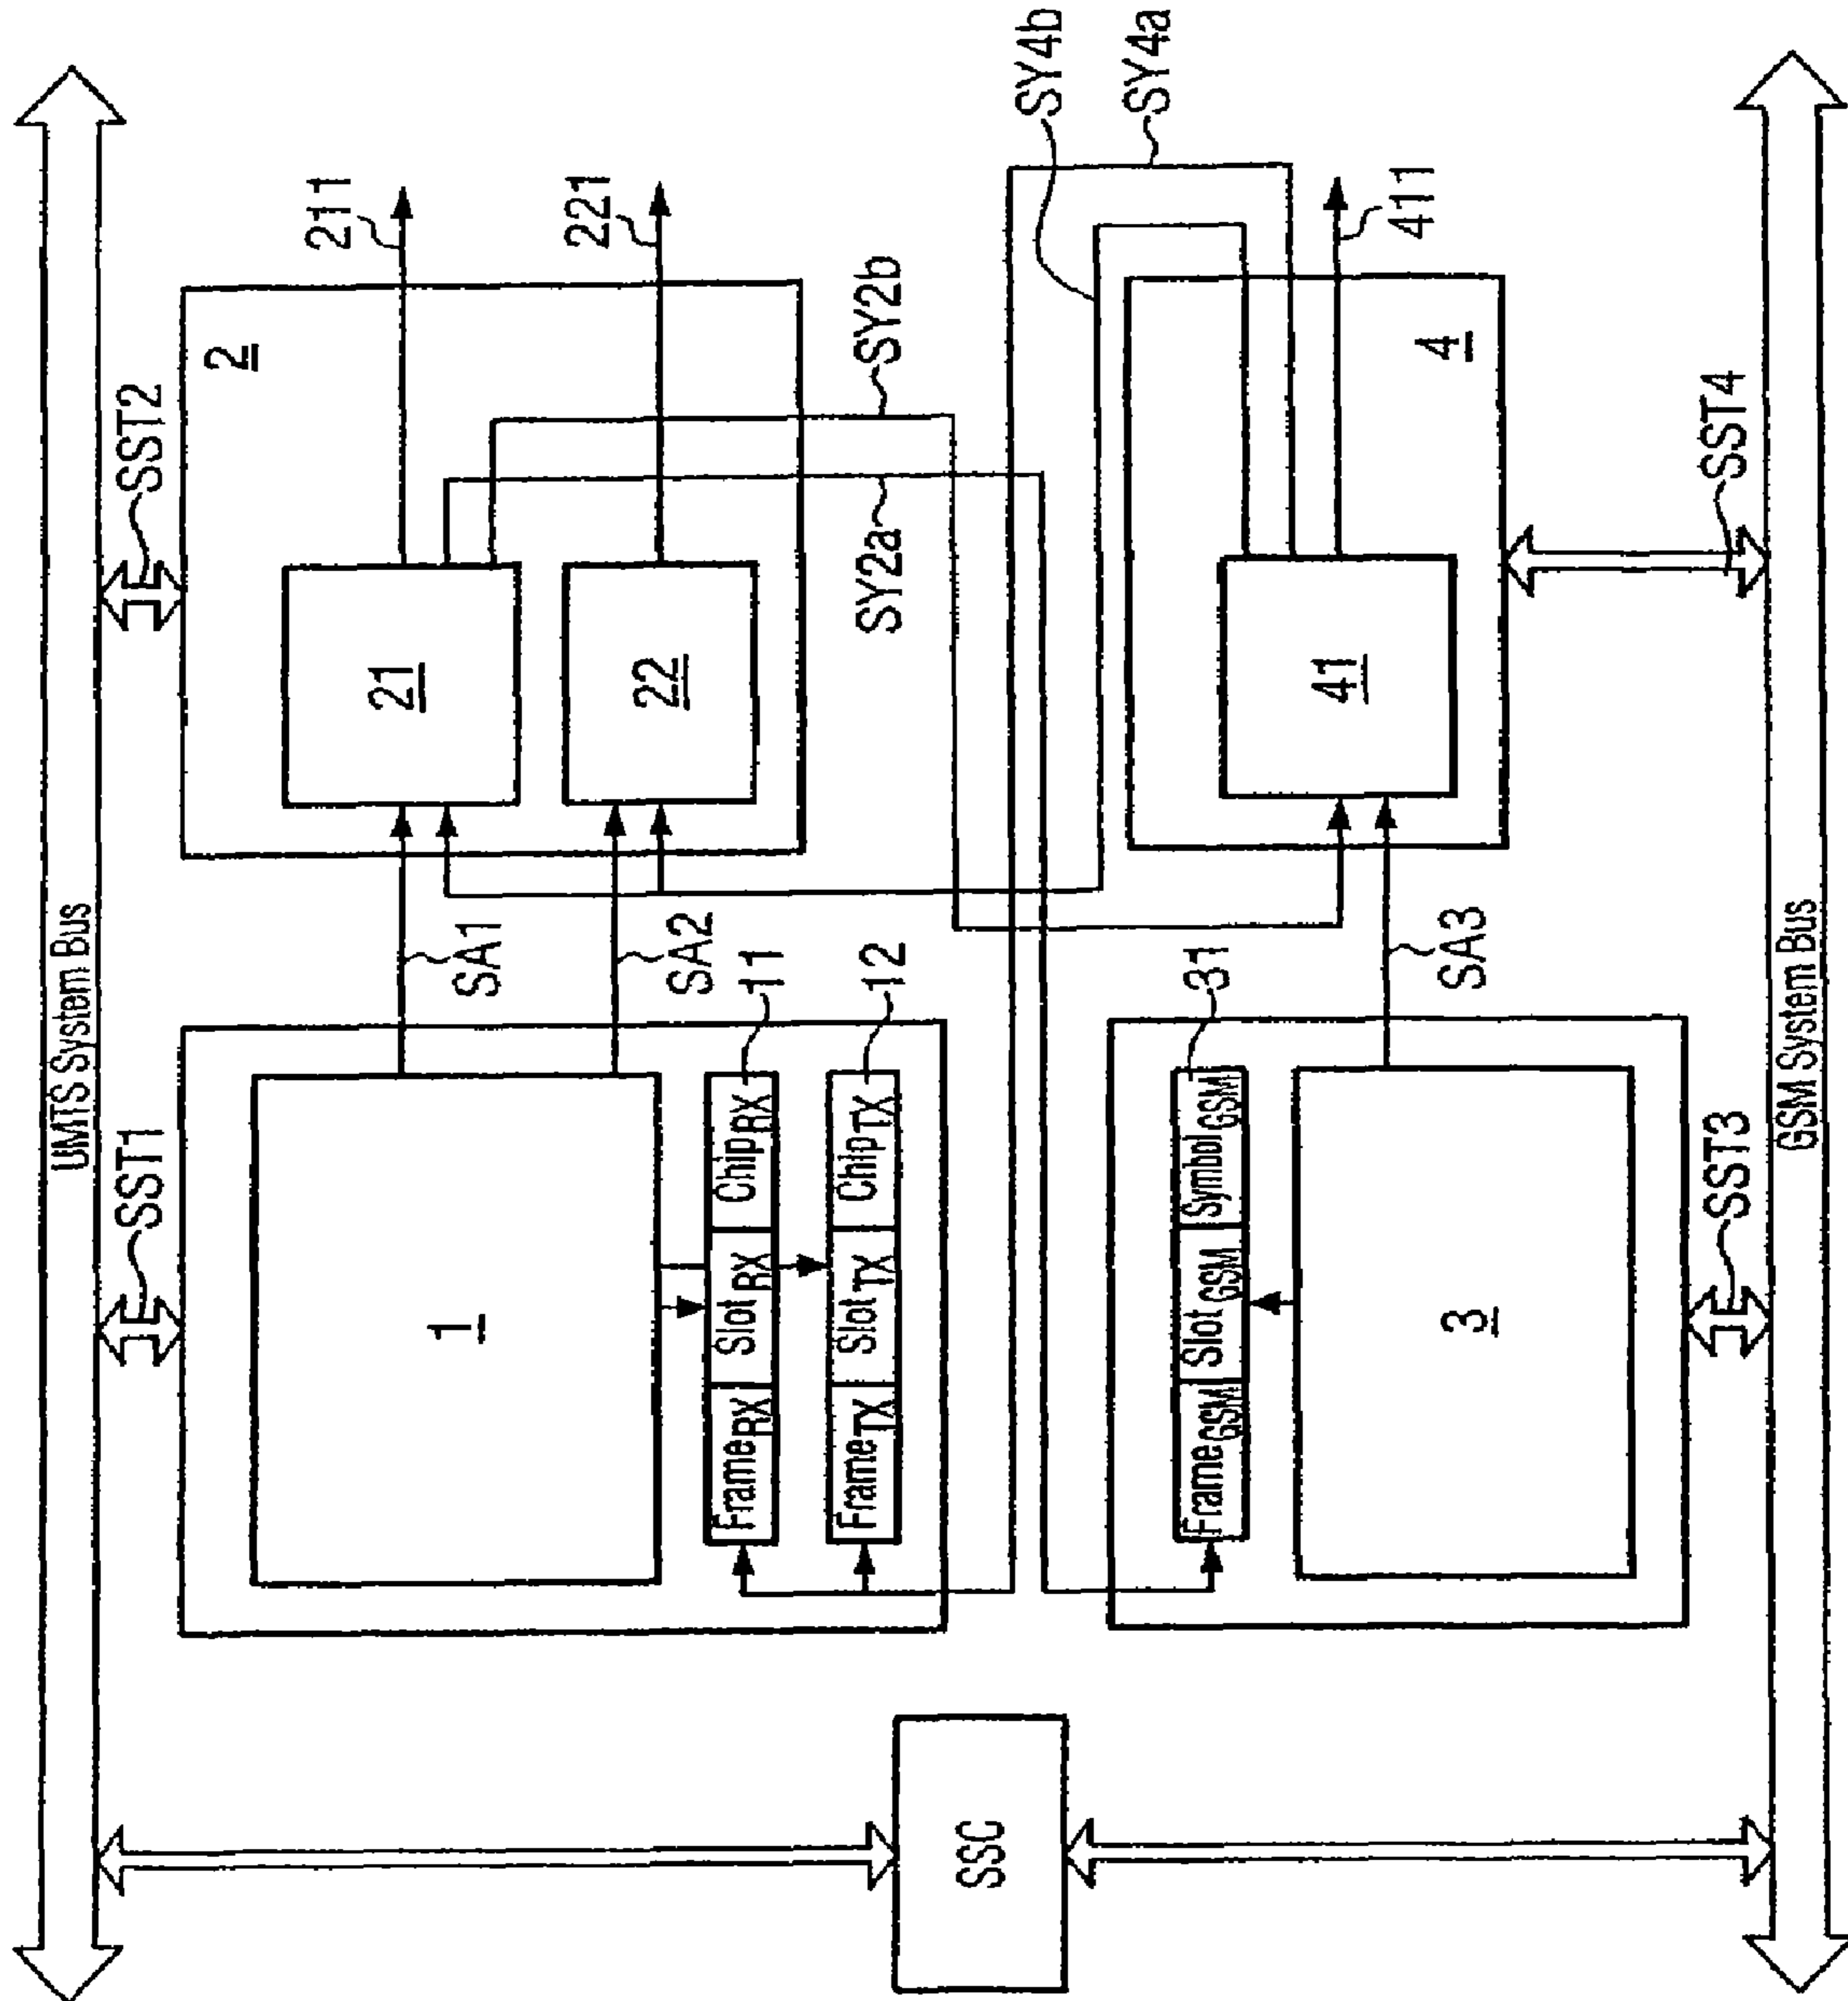 UMTS System Bus
SST1
SST2
1
SA1
SA2
2
21
22
211
221
Frame RX Slot RX Chip RX
11
Frame TX Slot TX Chip TX
12
SY2a
SY2b
SY4b
SY4a
SSC
Frame GSM Slot GSM Symbol GSM
31
3
SA3
41
4
411
SST3
SST4
GSM System Bus